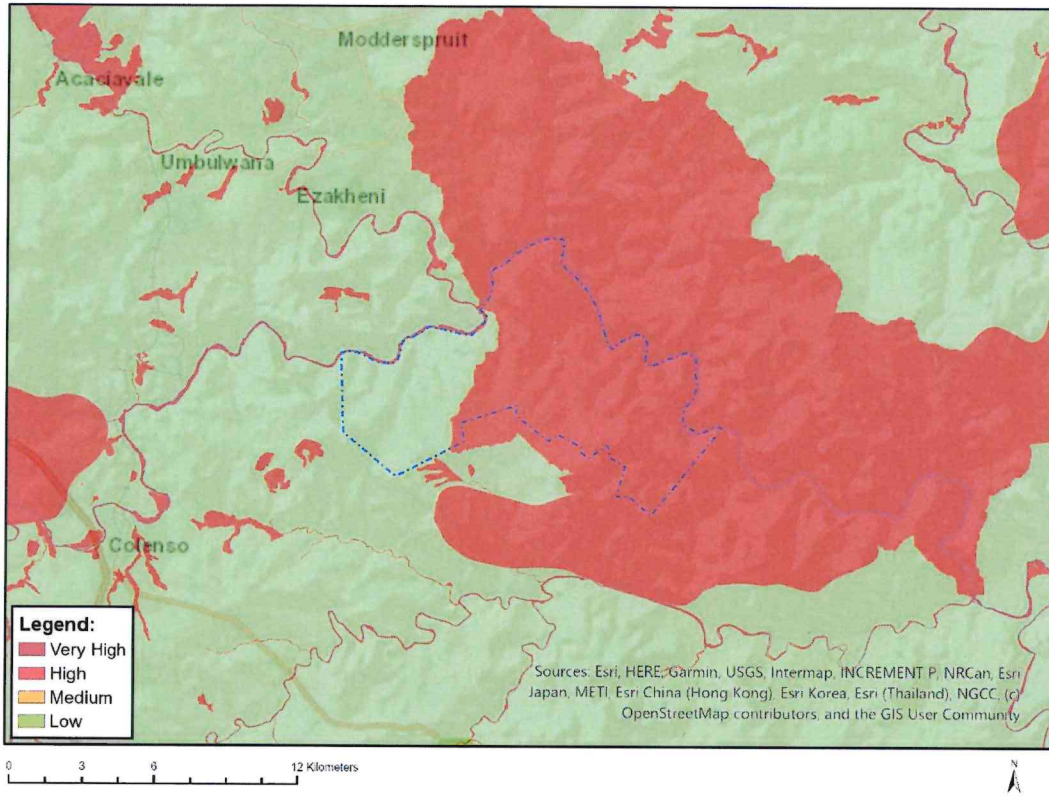 Modderspruit
Acaciavale
Umbulwana
Ezakheni
Colenso
Legend:
Very High
High
Medium
Low
Sources: Esri, HERE, Garmin, USGS, Intermap, INCREMENT P, NRCan, Esri
Japan, METI, Esri China (Hong Kong), Esri Korea, Esri (Thailand), NGCC, (c)
OpenStreetMap contributors, and the GIS User Community
0 3 6 12 Kilometers
N